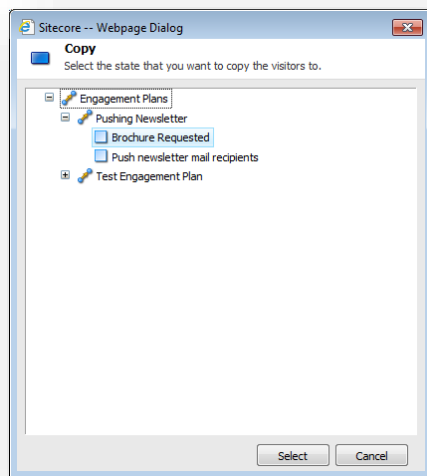 Sitecore -- Webpage Dialog
Copy
Select the state that you want to copy the visitors to.
Engagement Plans
Pushing Newsletter
Brochure Requested
Push newsletter mail recipients
Test Engagement Plan
Select Cancel